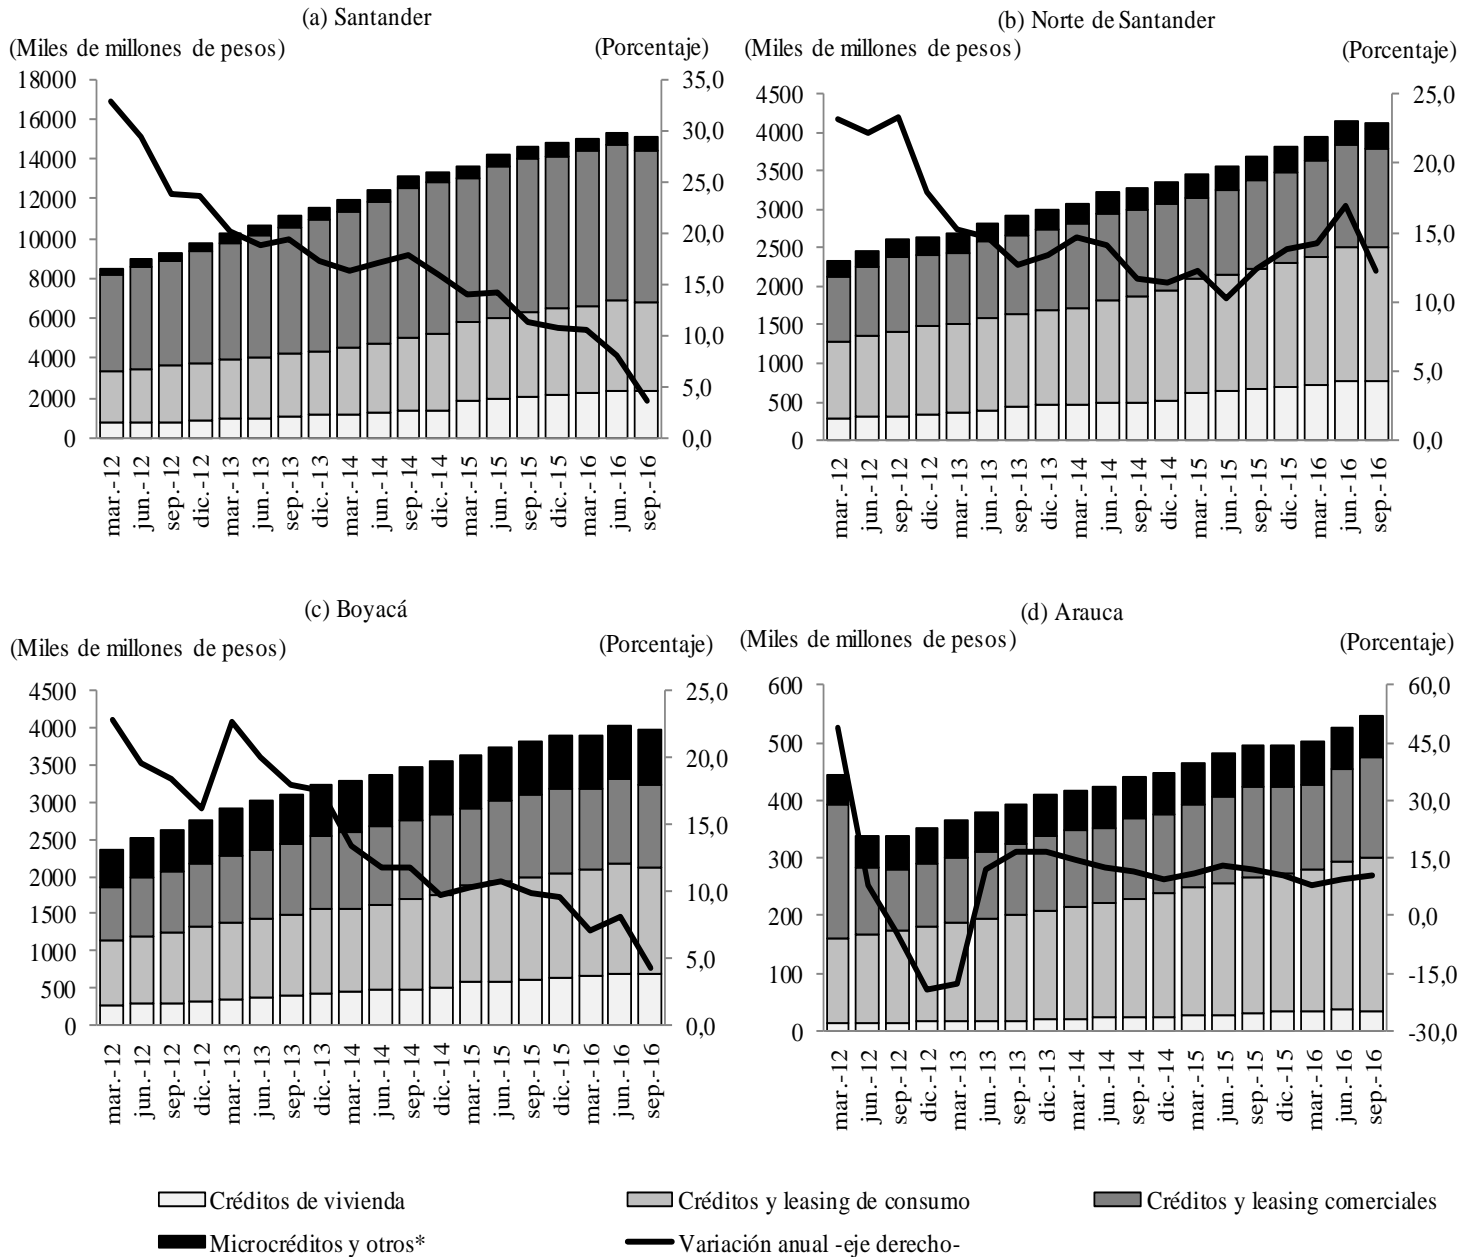 (a) Santander
(Miles de millones de pesos) (Porcentaje)
18000
16000
14000
12000
10000
8000
6000
4000
2000
0
35,0
30,0
25,0
20,0
15,0
10,0
5,0
0,0
mar.-12
jun.-12
sep.-12
dic.-12
mar.-13
jun.-13
sep.-13
dic.-13
mar.-14
jun.-14
sep.-14
dic.-14
mar.-15
jun.-15
sep.-15
dic.-15
mar.-16
jun.-16
sep.-16
(b) Norte de Santander
(Miles de millones de pesos) (Porcentaje)
4500
4000
3500
3000
2500
2000
1500
1000
500
0
25,0
20,0
15,0
10,0
5,0
0,0
mar.-12
jun.-12
sep.-12
dic.-12
mar.-13
jun.-13
sep.-13
dic.-13
mar.-14
jun.-14
sep.-14
dic.-14
mar.-15
jun.-15
sep.-15
dic.-15
mar.-16
jun.-16
sep.-16
(c) Boyacá
(Miles de millones de pesos) (Porcentaje)
4500
4000
3500
3000
2500
2000
1500
1000
500
0
25,0
20,0
15,0
10,0
5,0
0,0
mar.-12
jun.-12
sep.-12
dic.-12
mar.-13
jun.-13
sep.-13
dic.-13
mar.-14
jun.-14
sep.-14
dic.-14
mar.-15
jun.-15
sep.-15
dic.-15
mar.-16
jun.-16
sep.-16
(d) Arauca
(Miles de millones de pesos) (Porcentaje)
600
500
400
300
200
100
0
60,0
45,0
30,0
15,0
0,0
-15,0
-30,0
mar.-12
jun.-12
sep.-12
dic.-12
mar.-13
jun.-13
sep.-13
dic.-13
mar.-14
jun.-14
sep.-14
dic.-14
mar.-15
jun.-15
sep.-15
dic.-15
mar.-16
jun.-16
sep.-16
Créditos de vivienda
Créditos y leasing de consumo
Créditos y leasing comerciales
Microcréditos y otros*
Variación anual -eje derecho-